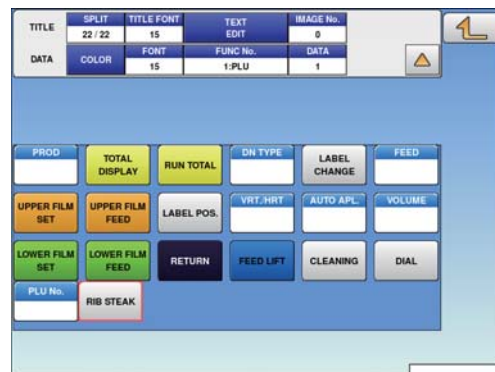 TITLE SPLIT TITLE FONT TEXT EDIT IMAGE No.
22 / 22 15 0
DATA COLOR FONT FUNC No. DATA
15 1:PLU 1
PROD TOTAL DISPLAY RUN TOTAL DN TYPE LABEL CHANGE FEED
UPPER FILM SET UPPER FILM FEED LABEL POS. VRT./HRT AUTO APL. VOLUME
LOWER FILM SET LOWER FILM FEED RETURN FEED LIFT CLEANING DIAL
PLU No. RIB STEAK